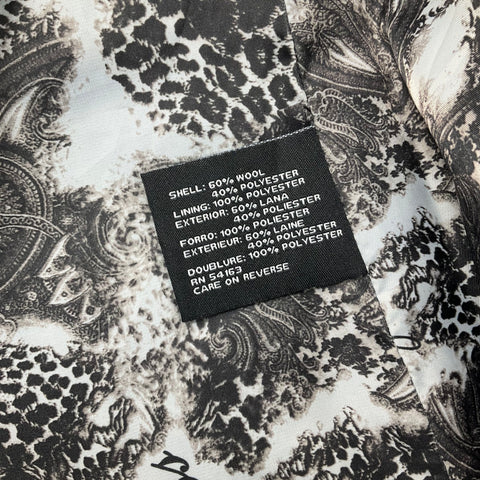 SHELL: 60% WOOL
40% POLYESTER
LINING: 100% POLYESTER
EXTERIOR: 60% LANA
40% POLIESTER
FORRO: 100% POLIESTER
EXTERIEUR: 60% LAINE
40% POLYESTER
DOUBLURE: 100% POLYESTER
RN 54163
CARE ON REVERSE